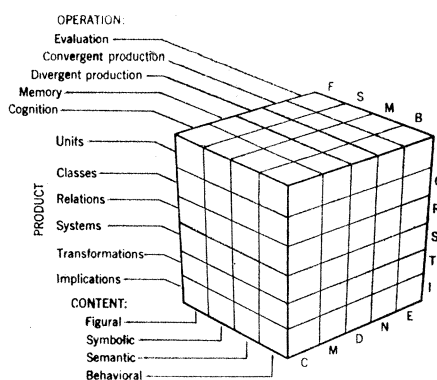 OPERATION:
Evaluation
Convergent production
Divergent production
Memory
Cognition
F
S
M
B
Units
Classes
Relations
Systems
Transformations
Implications
PRODUCT
R
S
T
I
CONTENT:
Figural
Symbolic
Semantic
Behavioral
C M D N E